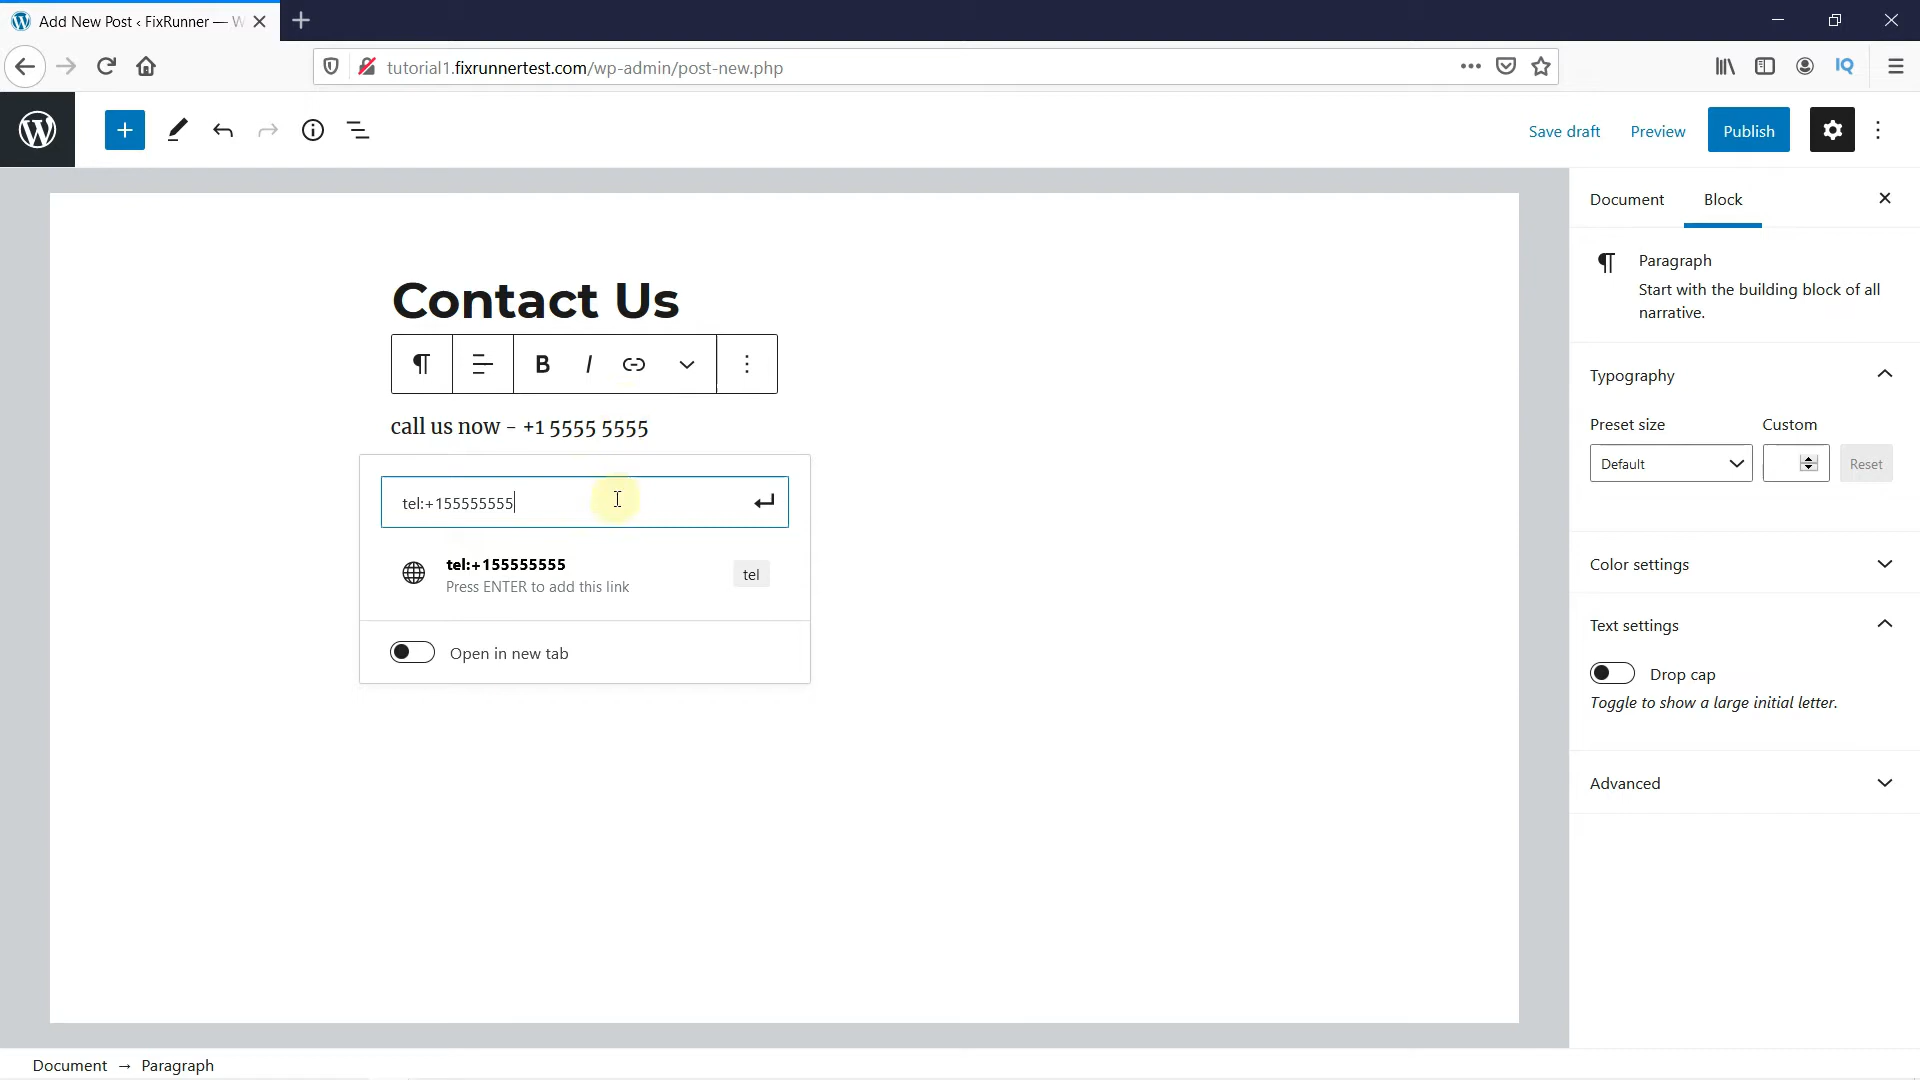 Add New Post ‹ FixRunner — W
tutorial1.fixrunnertest.com/wp-admin/post-new.php
IQ
Save draft
Preview
Publish
Document
Block
Paragraph
Start with the building block of all
narrative.
Contact Us
B
I
call us now - +1 5555 5555
tel:+155555555
tel:+155555555
Press ENTER to add this link
tel
Open in new tab
Typography
Preset size
Custom
Default
Reset
Color settings
Text settings
Drop cap
Toggle to show a large initial letter.
Advanced
Document → Paragraph